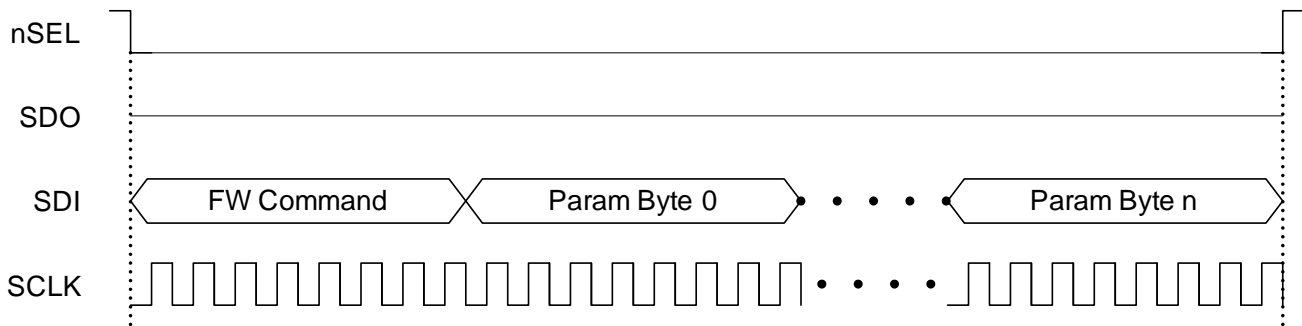 nSEL
SDO
SDI FW Command Param Byte 0 Param Byte n
SCLK